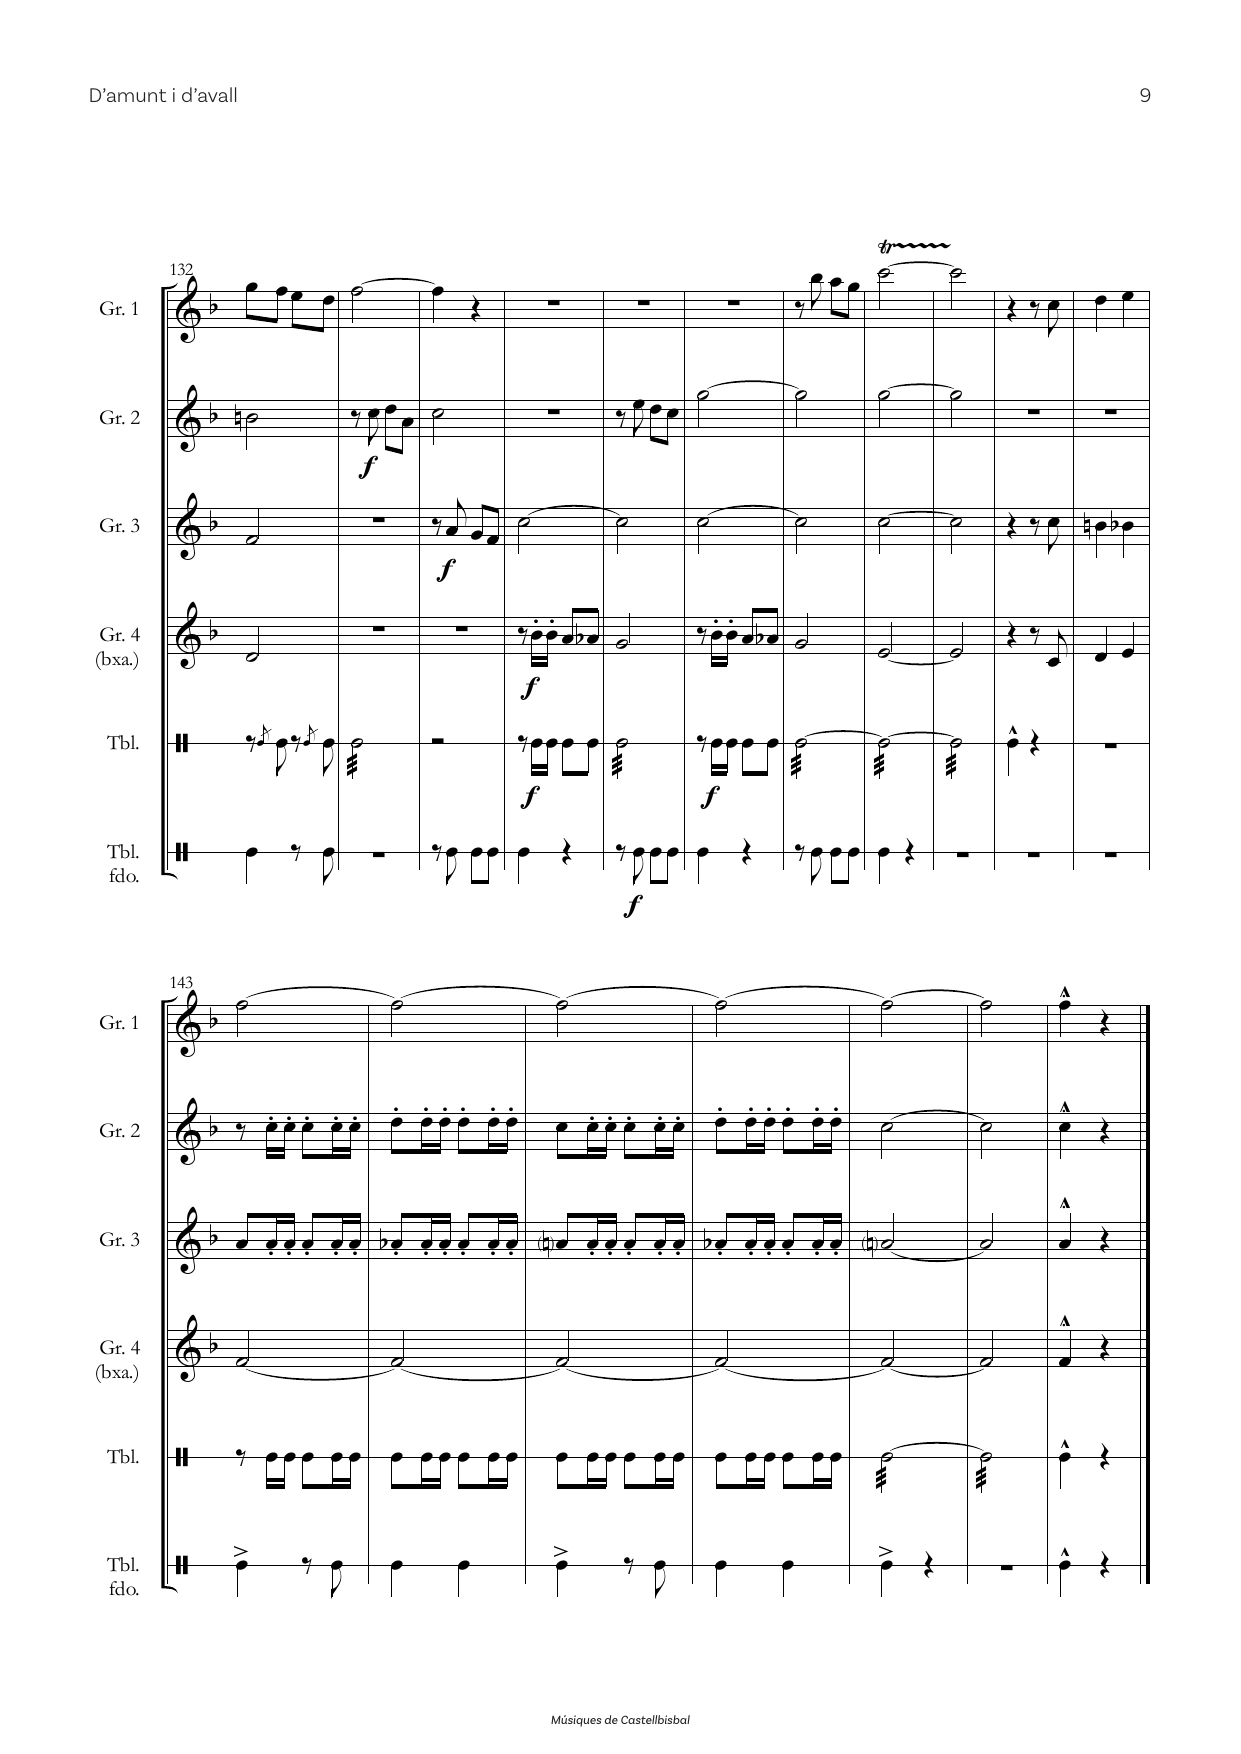 D’amunt i d’avall 9
132
Gr. 1
Gr. 2
f
Gr. 3
f
Gr. 4
(bxa.)
f
Tbl.
f f
Tbl.
fdo.
f
143
Gr. 1
Gr. 2
Gr. 3
Gr. 4
(bxa.)
Tbl.
Tbl.
fdo.
Músiques de Castellbisbal